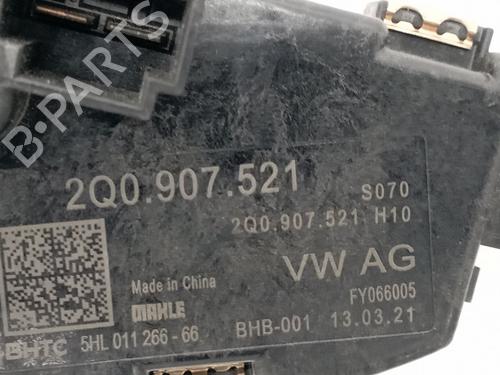 B-PARTS
2Q0.907.521
S070
2Q0.907.521 H10
VW AG
Made in China
MAHLE
FY066005
BHTC 5HL 011 266-66 BHB-001 13.03.21